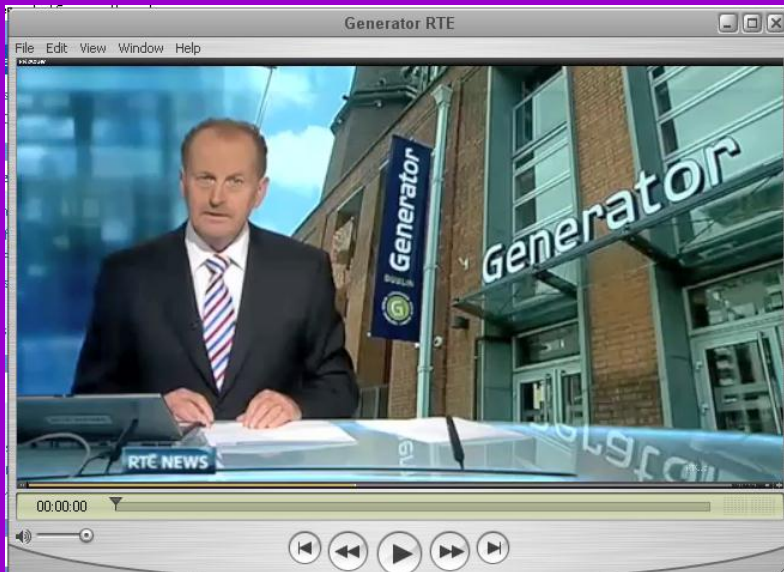 Generator RTE
File Edit View Window Help
Generator
DUBLIN
G
Generator
RTÉ NEWS
00:00:00